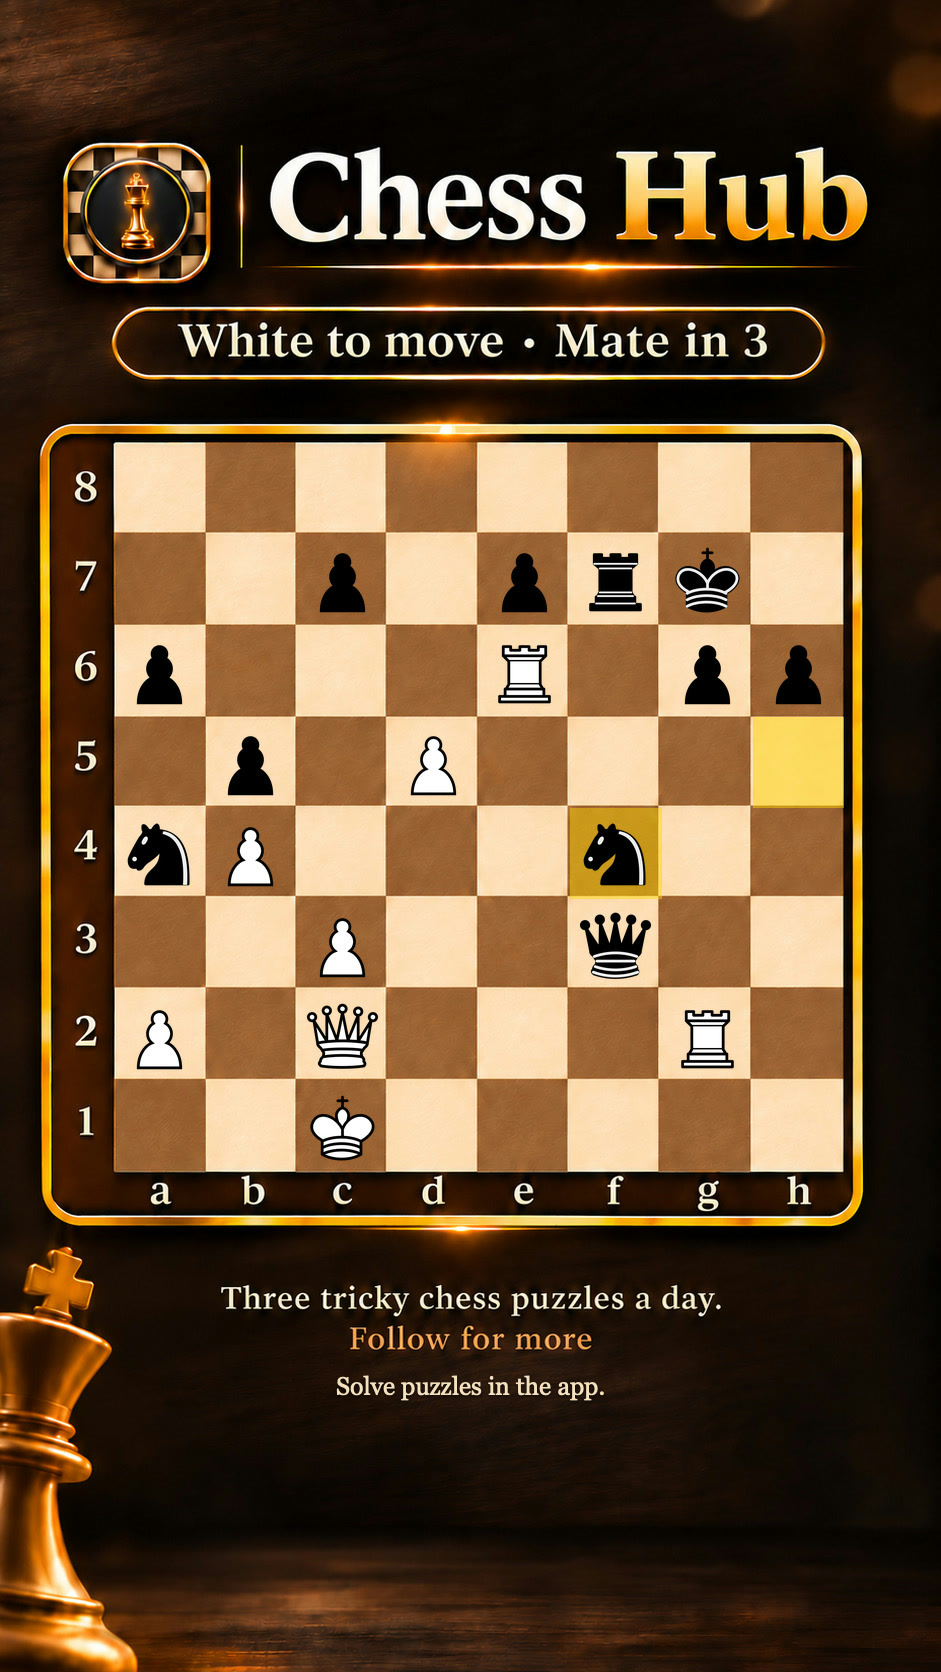 Chess Hub
White to move • Mate in 3
8
7
6
5
4
3
2
1
a b c d e f g h
Three tricky chess puzzles a day.
Follow for more
Solve puzzles in the app.